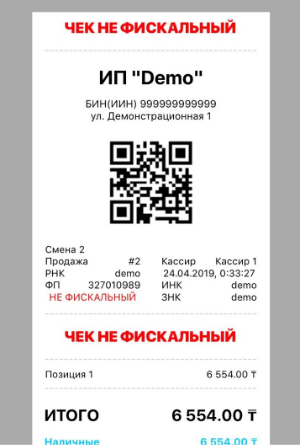 ЧЕК НЕ ФИСКАЛЬНЫЙ
ИП "Demo"
БИН(ИИН) 999999999999
ул. Демонстрационная 1
Смена 2
Продажа #2 Кассир Кассир 1
РНК demo 24.04.2019, 0:33:27
ФП 327010989 ИНК demo
НЕ ФИСКАЛЬНЫЙ ЗНК demo
ЧЕК НЕ ФИСКАЛЬНЫЙ
Позиция 1 6 554.00 ₸
ИТОГО 6 554.00 ₸
Наличные 6 554.00 ₸